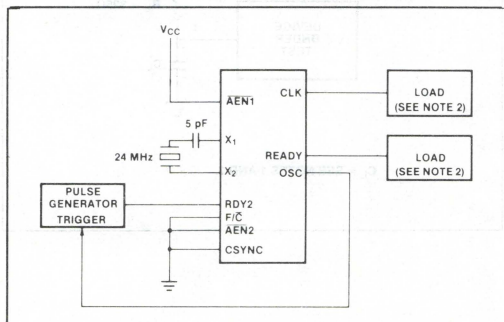 VCC
AEN1
CLK
LOAD
(SEE NOTE 2)
5 pF
X1
24 MHz
X2
READY
LOAD
(SEE NOTE 2)
OSC
PULSE
GENERATOR
TRIGGER
RDY2
F/C̅
AEN2
CSYNC